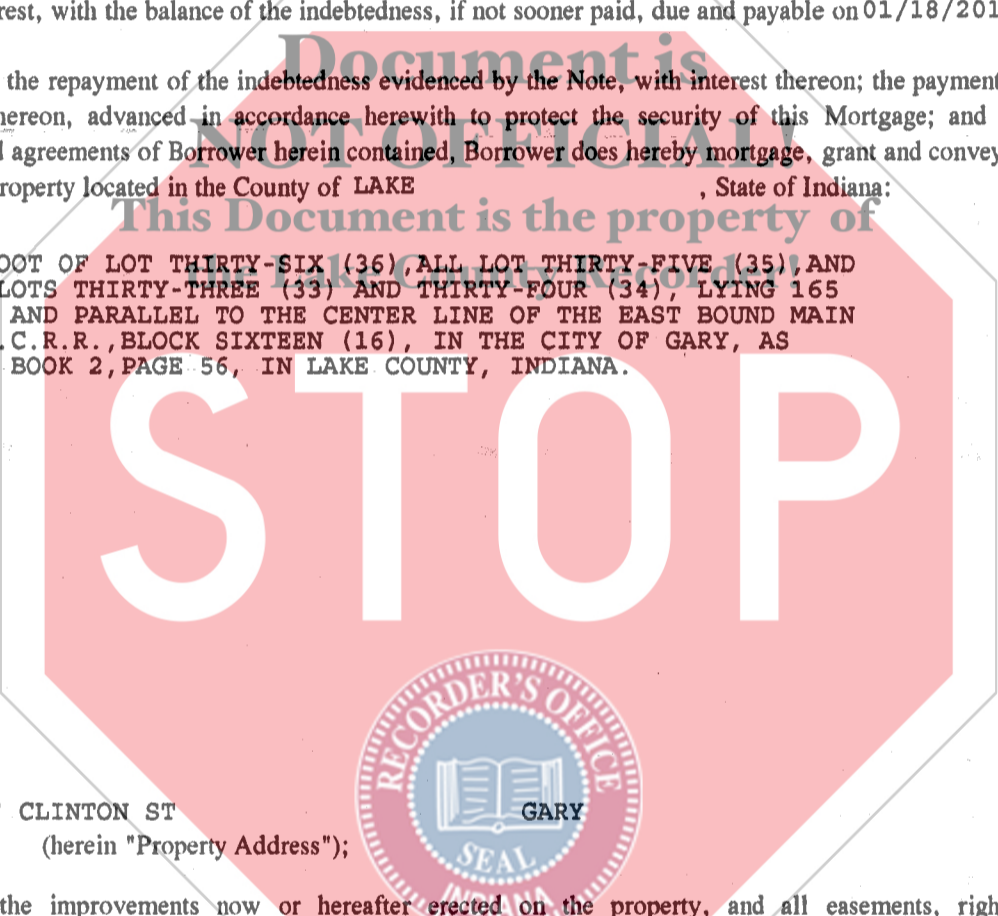 rest, with the balance of the indebtedness, if not sooner paid, due and payable on 01/18/201
Document is
the repayment of the indebtedness evidenced by the Note, with interest thereon; the payment
hereon, advanced in accordance herewith to protect the security of this Mortgage; and
NOT OFFICIAL!
l agreements of Borrower herein contained, Borrower does hereby mortgage, grant and convey
roperty located in the County of LAKE , State of Indiana:
This Document is the property of
OOT OF LOT THIRTY-SIX (36),ALL LOT THIRTY-FIVE (35),AND
the Lake County Recorder!
LOTS THIRTY-THREE (33) AND THIRTY-FOUR (34), LYING 165
AND PARALLEL TO THE CENTER LINE OF THE EAST BOUND MAIN
.C.R.R.,BLOCK SIXTEEN (16), IN THE CITY OF GARY, AS
BOOK 2,PAGE 56, IN LAKE COUNTY, INDIANA.
STOP
RECORDER'S OFFICE
CLINTON ST GARY
(herein "Property Address");
SEAL
INDIANA
the improvements now or hereafter erected on the property, and all easements, righ